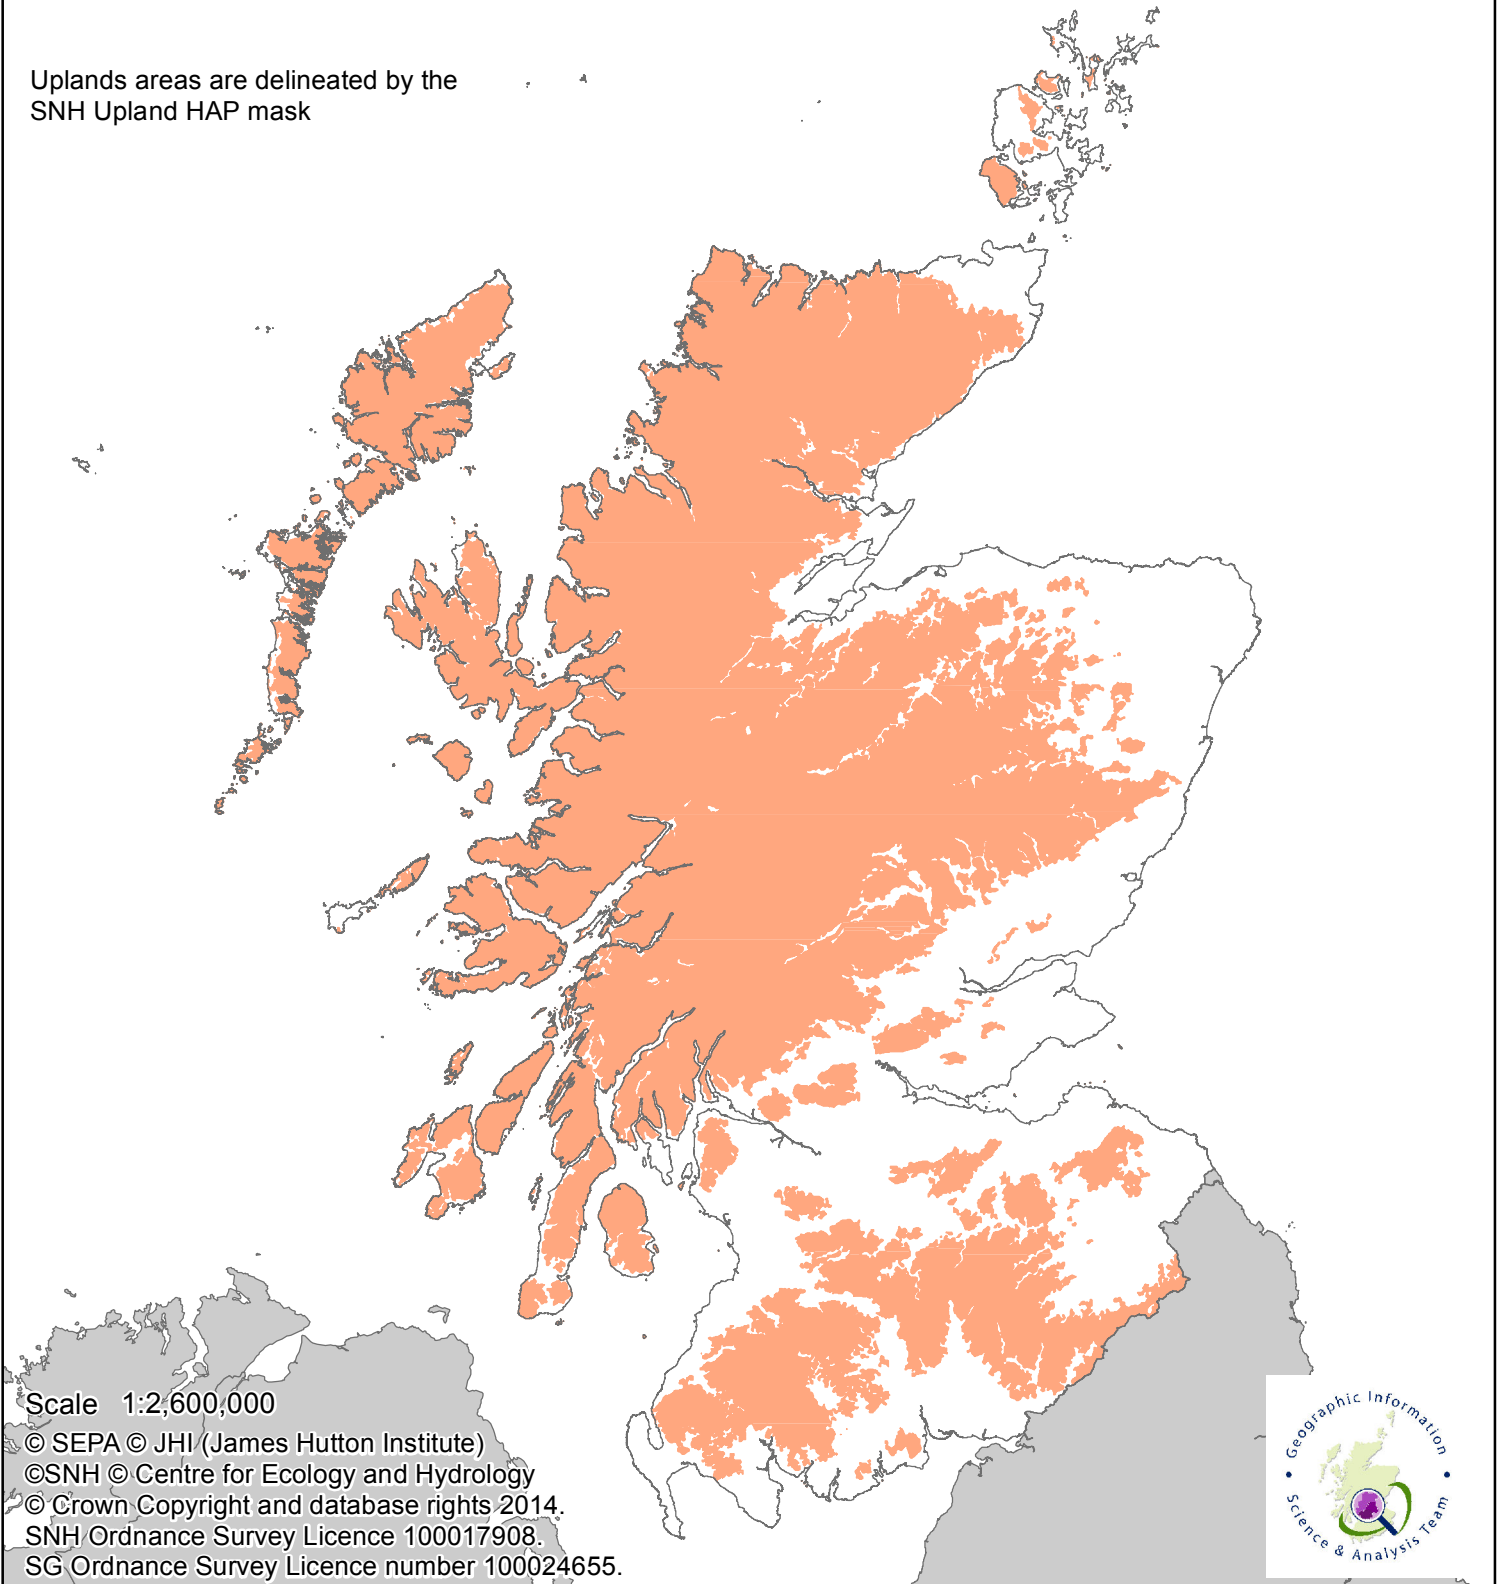 Uplands areas are delineated by the
SNH Upland HAP mask
Scale 1:2,600,000
© SEPA © JHI (James Hutton Institute)
©SNH © Centre for Ecology and Hydrology
© Crown Copyright and database rights 2014.
SNH Ordnance Survey Licence 100017908.
SG Ordnance Survey Licence number 100024655.
Geographic Information
Science & Analysis Team